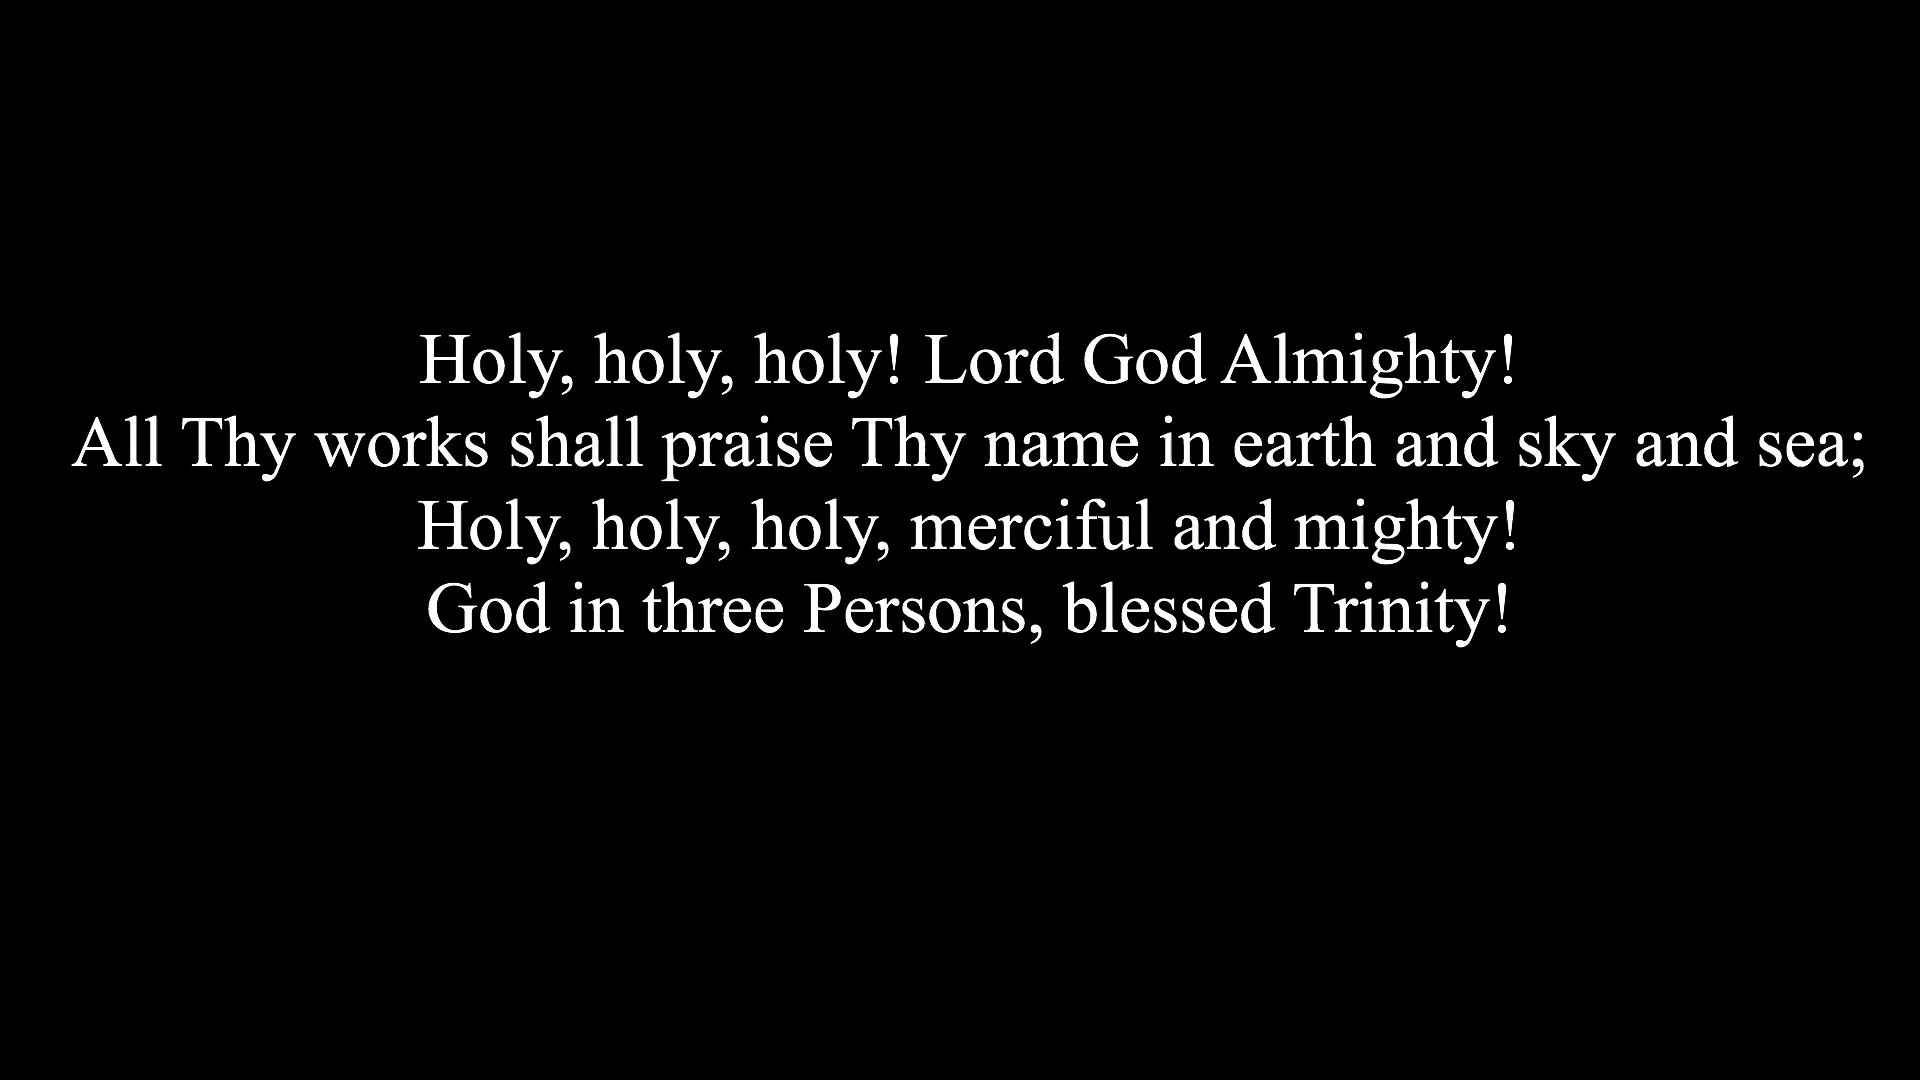 Holy, holy, holy! Lord God Almighty!
All Thy works shall praise Thy name in earth and sky and sea;
Holy, holy, holy, merciful and mighty!
God in three Persons, blessed Trinity!